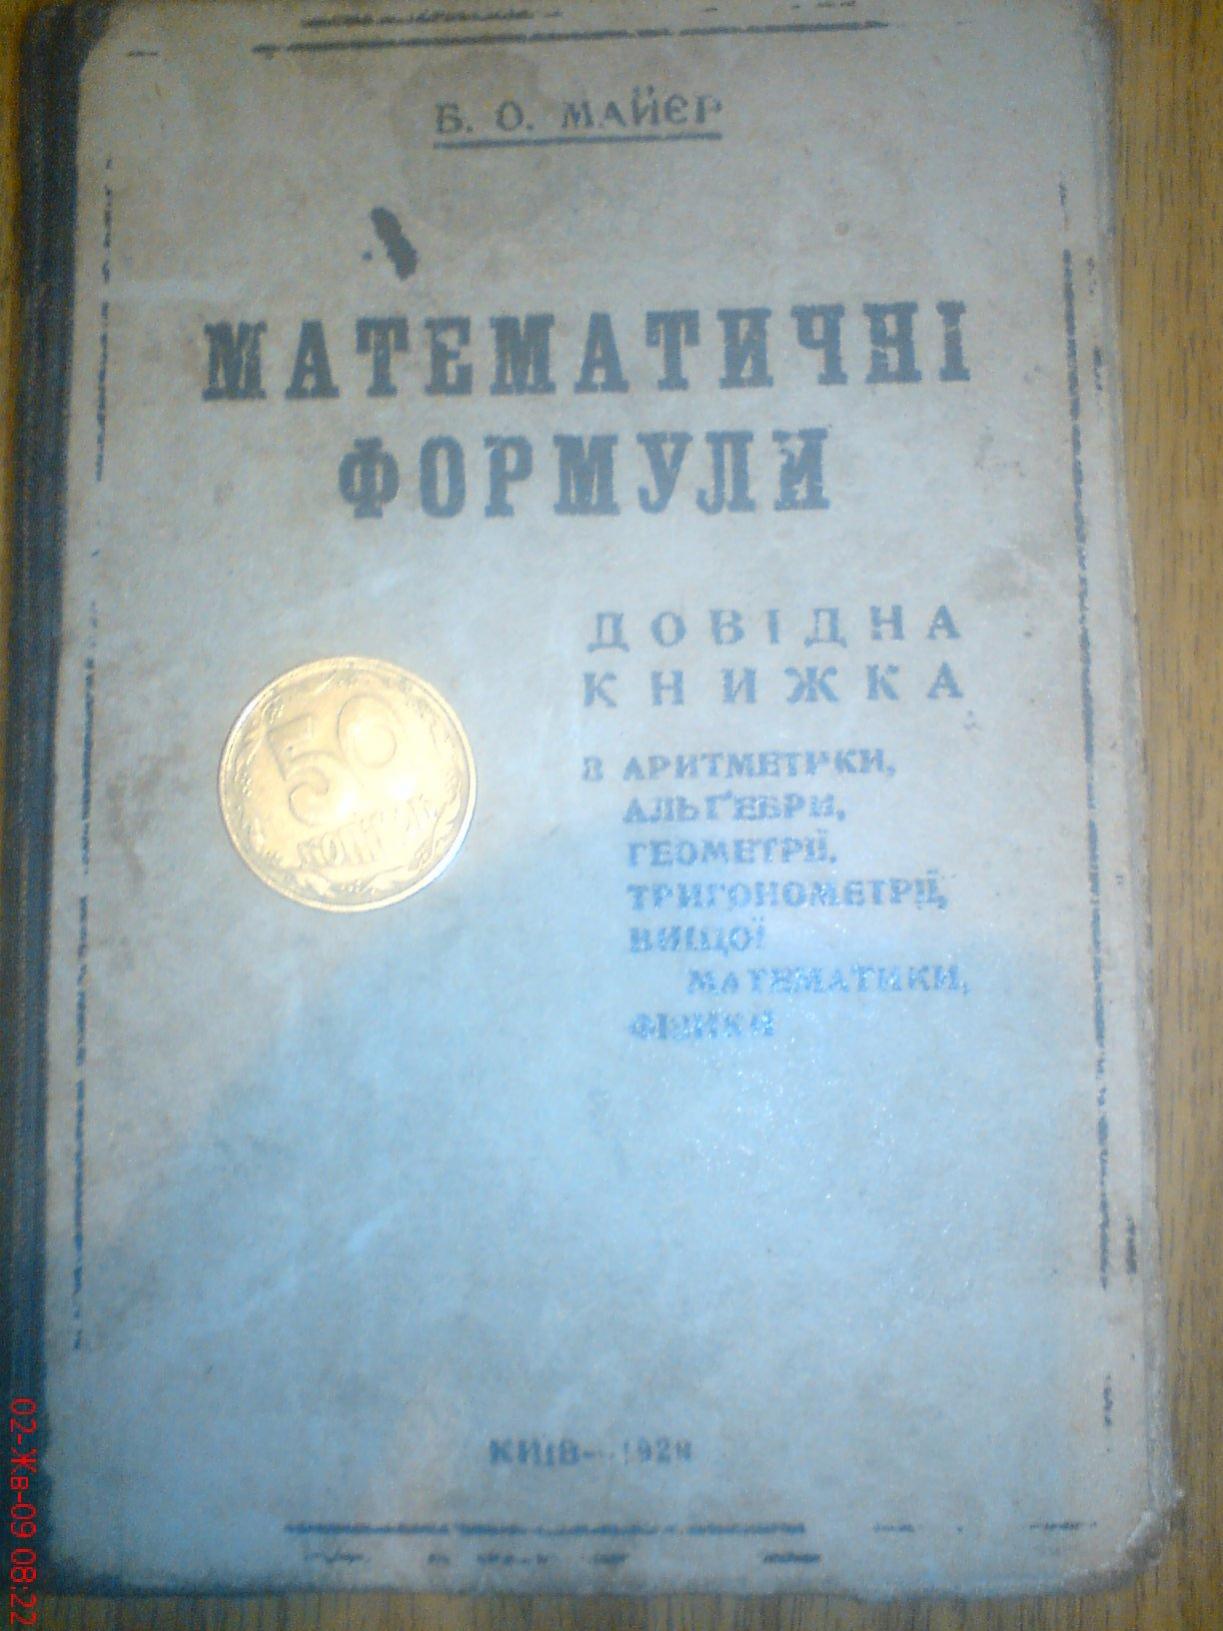 Б. О. МАЙЄР
МАТЕМАТИЧНІ
ФОРМУЛИ
ДОВІДНА
КНИЖКА
З АРИТМЕТИКИ,
АЛЬҐЕБРИ,
ГЕОМЕТРІЇ,
ТРИГОНОМЕТРІЇ,
ВИЩОЇ
МАТЕМАТИКИ,
ФІЗИКИ
50
КОПІЙОК
КИЇВ—1928
02-Жв-09 08:22